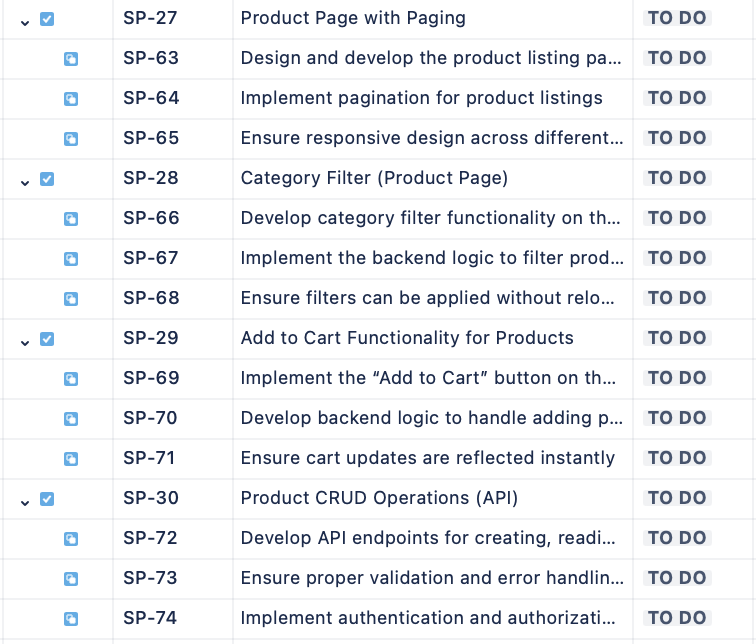 SP-27 Product Page with Paging TO DO
SP-63 Design and develop the product listing pa... TO DO
SP-64 Implement pagination for product listings TO DO
SP-65 Ensure responsive design across different... TO DO
SP-28 Category Filter (Product Page) TO DO
SP-66 Develop category filter functionality on th... TO DO
SP-67 Implement the backend logic to filter prod... TO DO
SP-68 Ensure filters can be applied without relo... TO DO
SP-29 Add to Cart Functionality for Products TO DO
SP-69 Implement the “Add to Cart” button on th... TO DO
SP-70 Develop backend logic to handle adding p... TO DO
SP-71 Ensure cart updates are reflected instantly TO DO
SP-30 Product CRUD Operations (API) TO DO
SP-72 Develop API endpoints for creating, readi... TO DO
SP-73 Ensure proper validation and error handlin... TO DO
SP-74 Implement authentication and authorizati... TO DO